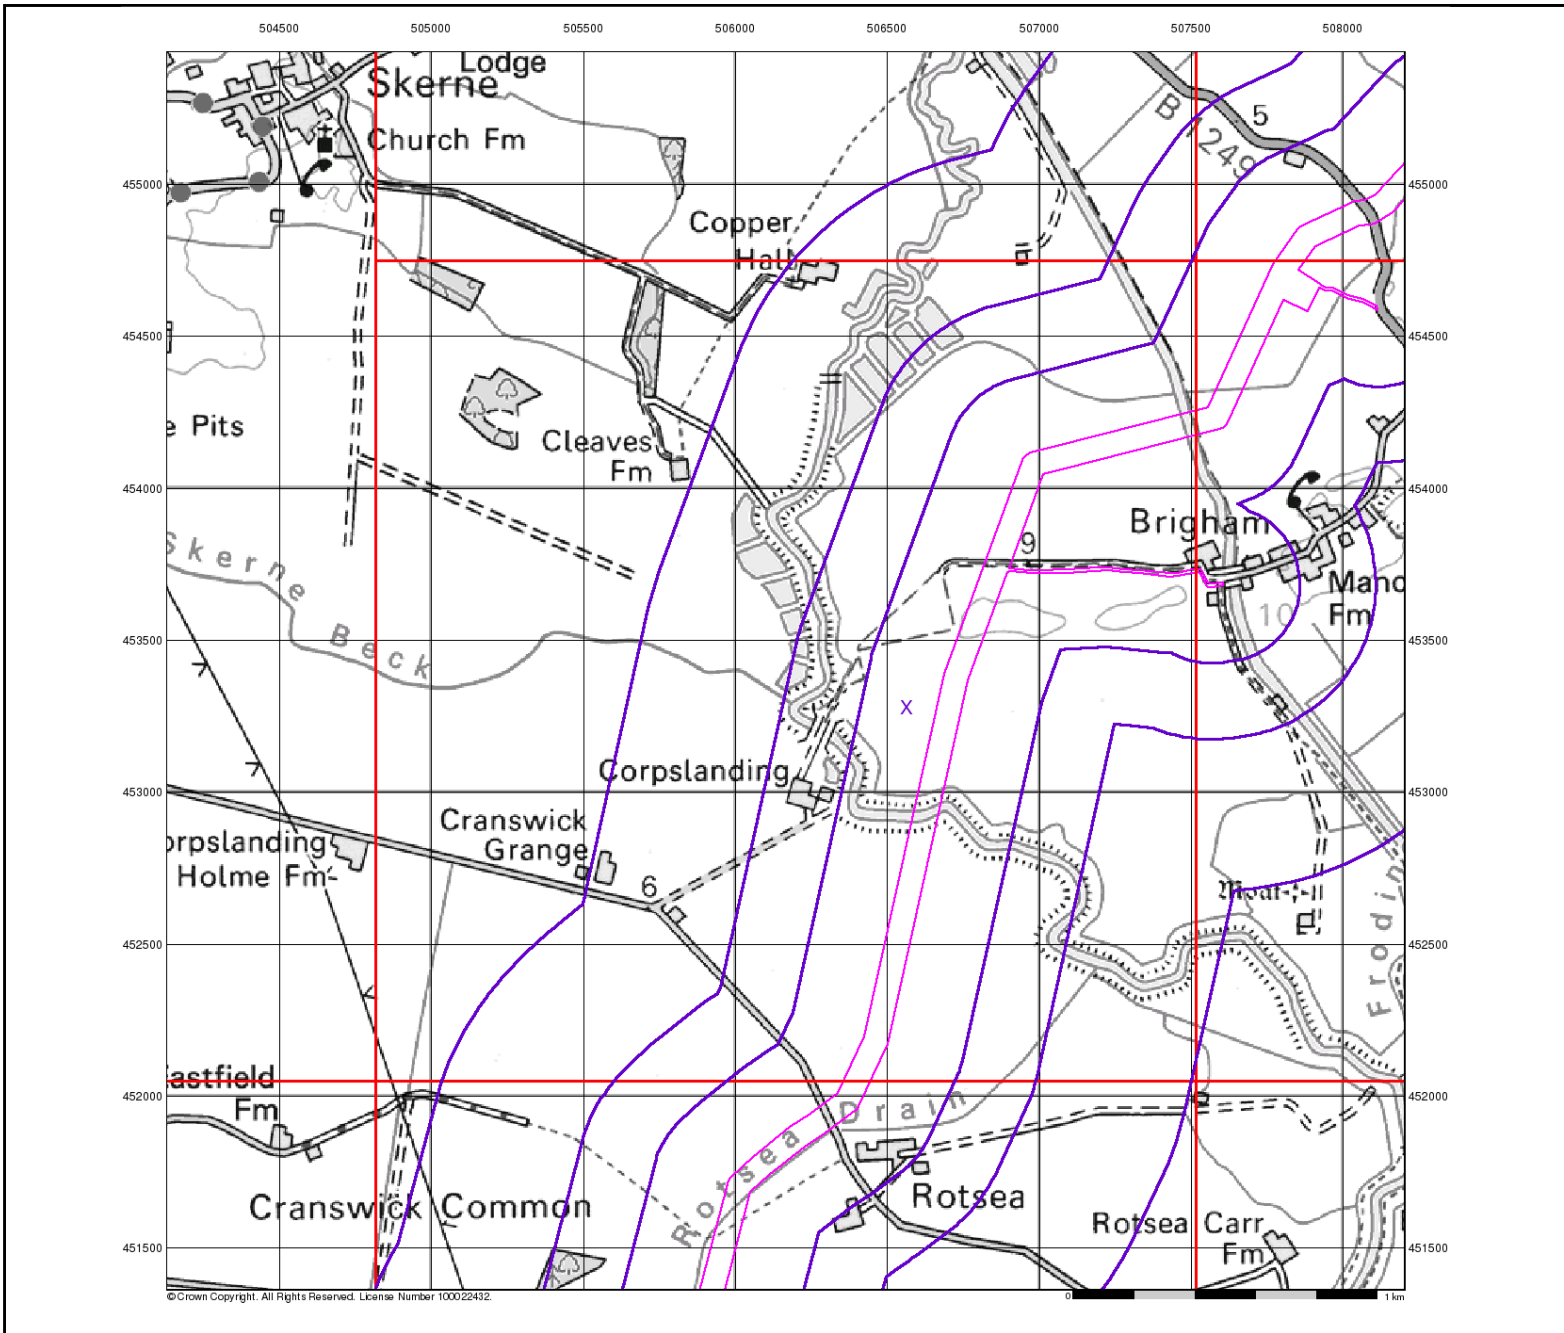 504500 505000 505500 506000 506500 507000 507500 508000
Lodge
Skerne
Church Fm
B 1249
5
455000 455000
Copper
Hall
454500 454500
e Pits
Cleaves
Fm
454000 454000
Brigham
9
Skerne Beck
Mano
Fm
10
453500 453500
X
Corpslanding
453000 453000
Cranswick
Grange
orpslanding
Holme Fm
6
Moat
452500 452500
Frodin
Eastfield
Fm
452000 452000
Rotsea Drain
Cranswick Common
Rotsea
Rotsea Carr
Fm
451500 451500
© Crown Copyright. All Rights Reserved. License Number 100022432.
0 1 km